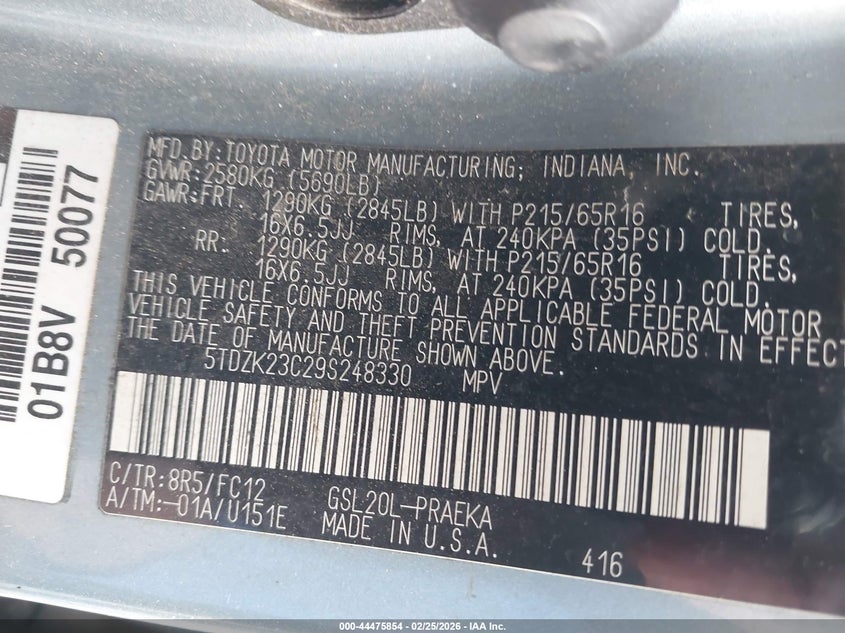 01B8V 50077
MFD.BY:TOYOTA MOTOR MANUFACTURING, INDIANA, INC.
GVWR:2580KG (5690LB)
GAWR:FRT. 1290KG (2845LB) WITH P215/65R16 TIRES,
16X6.5JJ RIMS, AT 240KPA (35PSI) COLD.
RR: 1290KG (2845LB) WITH P215/65R16 TIRES,
16X6.5JJ RIMS, AT 240KPA (35PSI) COLD.
THIS VEHICLE CONFORMS TO ALL APPLICABLE FEDERAL MOTOR
VEHICLE SAFETY AND THEFT PREVENTION STANDARDS IN EFFEC
THE DATE OF MANUFACTURE SHOWN ABOVE.
5TDZK23C29S248330 MPV
C/TR:8R5/FC12 GSL20L-PRAEKA
A/TM:-01A/U151E MADE IN U.S.A.
416
000-44475854 – 02/25/2026 – IAA Inc.